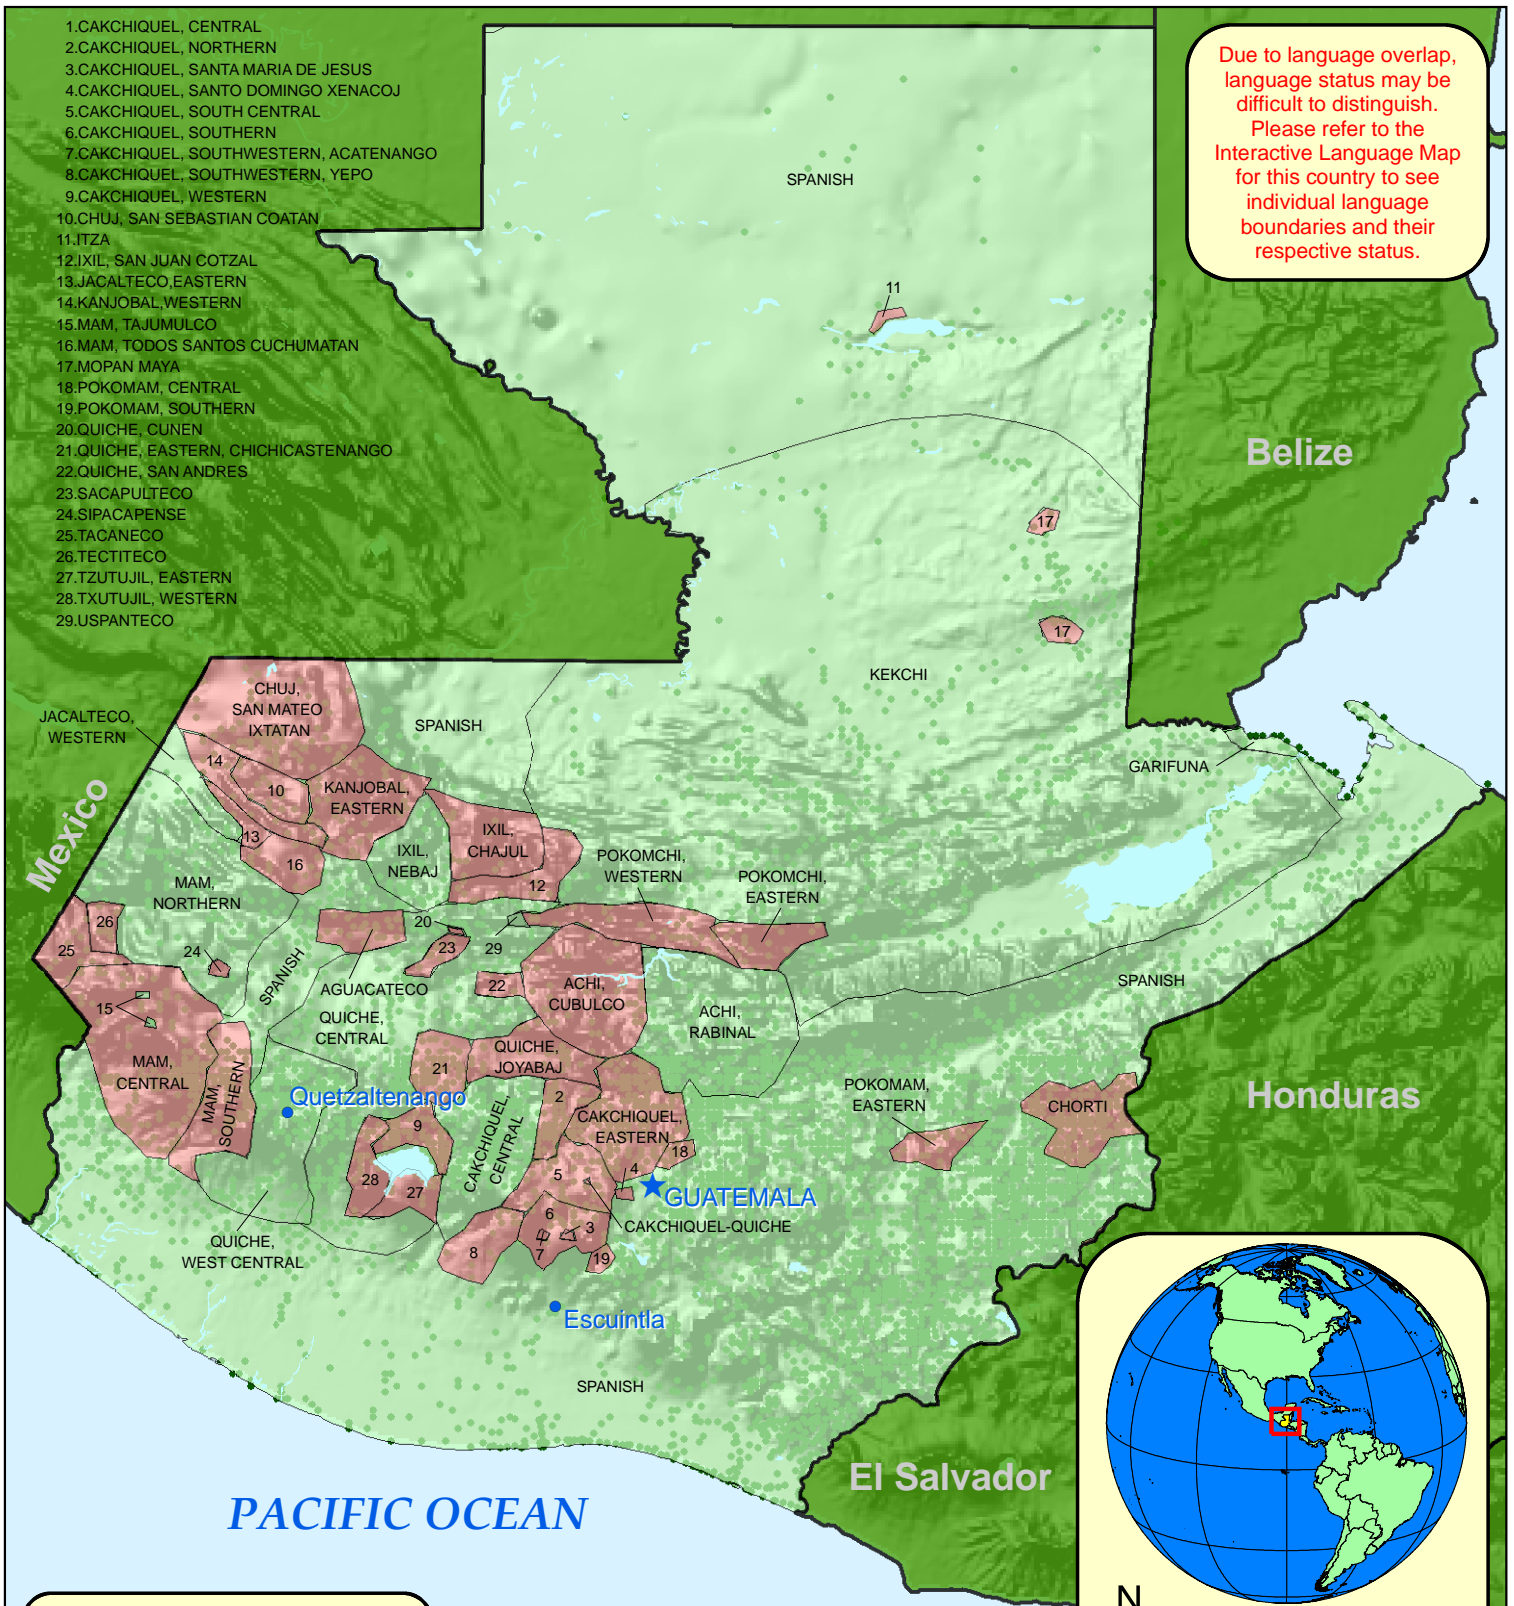 1.CAKCHIQUEL, CENTRAL
2.CAKCHIQUEL, NORTHERN
3.CAKCHIQUEL, SANTA MARIA DE JESUS
4.CAKCHIQUEL, SANTO DOMINGO XENACOJ
5.CAKCHIQUEL, SOUTH CENTRAL
6.CAKCHIQUEL, SOUTHERN
7.CAKCHIQUEL, SOUTHWESTERN, ACATENANGO
8.CAKCHIQUEL, SOUTHWESTERN, YEPO
9.CAKCHIQUEL, WESTERN
10.CHUJ, SAN SEBASTIAN COATAN
11.ITZA
12.IXIL, SAN JUAN COTZAL
13.JACALTECO,EASTERN
14.KANJOBAL,WESTERN
15.MAM, TAJUMULCO
16.MAM, TODOS SANTOS CUCHUMATAN
17.MOPAN MAYA
18.POKOMAM, CENTRAL
19.POKOMAM, SOUTHERN
20.QUICHE, CUNEN
21.QUICHE, EASTERN, CHICHICASTENANGO
22.QUICHE, SAN ANDRES
23.SACAPULTECO
24.SIPACAPENSE
25.TACANECO
26.TECTITECO
27.TZUTUJIL, EASTERN
28.TXUTUJIL, WESTERN
29.USPANTECO
Due to language overlap,
language status may be
difficult to distinguish.
Please refer to the
Interactive Language Map
for this country to see
individual language
boundaries and their
respective status.
SPANISH
11
Belize
17
17
KEKCHI
CHUJ,
SAN MATEO
IXTATAN
JACALTECO,
WESTERN
SPANISH
GARIFUNA
14
10
KANJOBAL,
EASTERN
Mexico
13
16
IXIL,
NEBAJ
IXIL,
CHAJUL
12
POKOMCHI,
WESTERN
POKOMCHI,
EASTERN
MAM,
NORTHERN
26
25
24
20
23
29
SPANISH
AGUACATECO
22
ACHI,
CUBULCO
ACHI,
RABINAL
SPANISH
15
QUICHE,
CENTRAL
MAM,
CENTRAL
MAM,
SOUTHERN
21
QUICHE,
JOYABAJ
Quetzaltenango
2
CAKCHIQUEL,
EASTERN
POKOMAM,
EASTERN
CHORTI
Honduras
9
CAKCHIQUEL,
CENTRAL
18
4
5
28
27
GUATEMALA
6
3
CAKCHIQUEL-QUICHE
QUICHE,
WEST CENTRAL
8
7
19
Escuintla
SPANISH
El Salvador
PACIFIC OCEAN
N